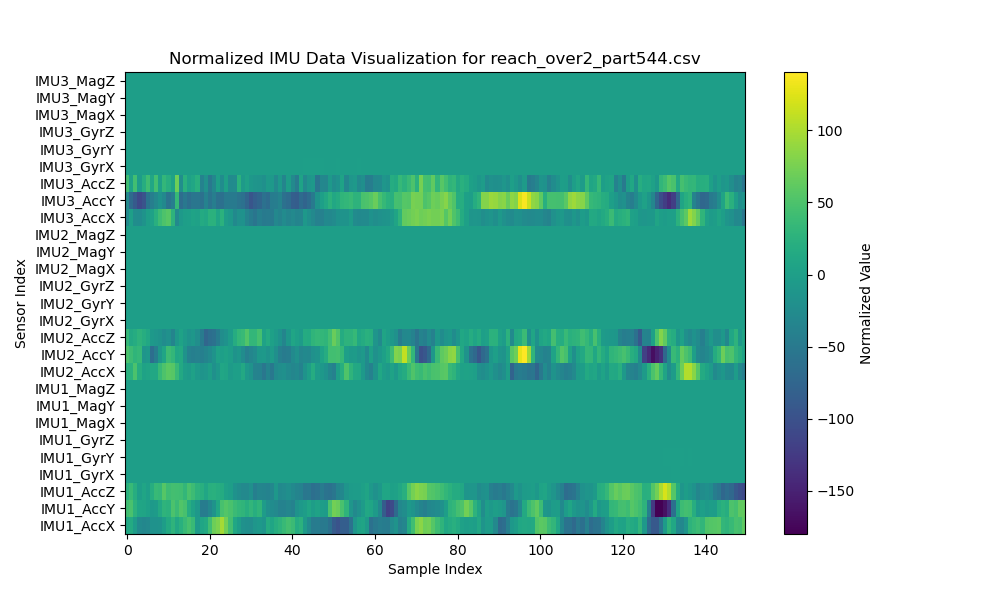 Normalized IMU Data Visualization for reach_over2_part544.csv
IMU3_MagZ
IMU3_MagY
IMU3_MagX
IMU3_GyrZ
IMU3_GyrY
IMU3_GyrX
IMU3_AccZ
IMU3_AccY
IMU3_AccX
IMU2_MagZ
IMU2_MagY
IMU2_MagX
IMU2_GyrZ
IMU2_GyrY
IMU2_GyrX
IMU2_AccZ
IMU2_AccY
IMU2_AccX
IMU1_MagZ
IMU1_MagY
IMU1_MagX
IMU1_GyrZ
IMU1_GyrY
IMU1_GyrX
IMU1_AccZ
IMU1_AccY
IMU1_AccX
Sensor Index
0 20 40 60 80 100 120 140
Sample Index
100
50
0
−50
−100
−150
Normalized Value